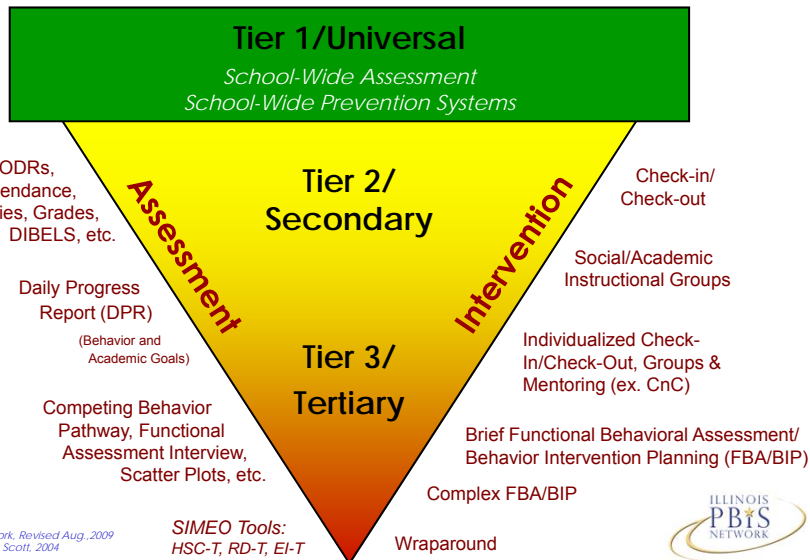 Tier 1/Universal
School-Wide Assessment
School-Wide Prevention Systems
ODRs,
Grades,
DIBELS, etc.
Daily Progress
Report (DPR)
(Behavior and
Academic Goals)
Competing Behavior
Pathway, Functional
Assessment Interview,
Scatter Plots, etc.
SIMEO Tools:
HSC-T, RD-T, EI-T
Assessment
Tier 2/
Secondary
Tier 3/
Tertiary
Intervention
Check-in/
Check-out
Social/Academic
Instructional Groups
Individualized Check-
In/Check-Out, Groups &
Mentoring (ex. CnC)
Brief Functional Behavioral Assessment/
Behavior Intervention Planning (FBA/BIP)
Complex FBA/BIP
Wraparound
Revised Aug.,2009
Scott, 2004
ILLINOIS
PBIS
NETWORK